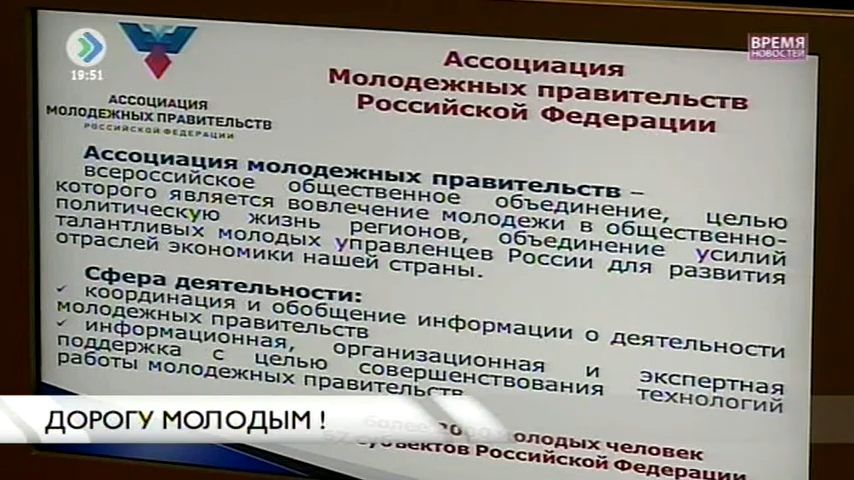 19:51
ВРЕМЯ
НОВОСТЕЙ
АССОЦИАЦИЯ
МОЛОДЕЖНЫХ ПРАВИТЕЛЬСТВ
РОССИЙСКОЙ ФЕДЕРАЦИИ
Ассоциация
Молодежных правительств
Российской Федерации
Ассоциация молодежных правительств –
всероссийское общественное объединение, целью
которого является вовлечение молодежи в общественно-
политическую жизнь регионов, объединение усилий
талантливых молодых управленцев России для развития
отраслей экономики нашей страны.
Сфера деятельности:
✓ координация и обобщение информации о деятельности
молодежных правительств
✓ информационная, организационная и экспертная
поддержка с целью совершенствования технологий
работы молодежных правительств
ДОРОГУ МОЛОДЫМ !
более молодых человек
субъектов Российской Федерации